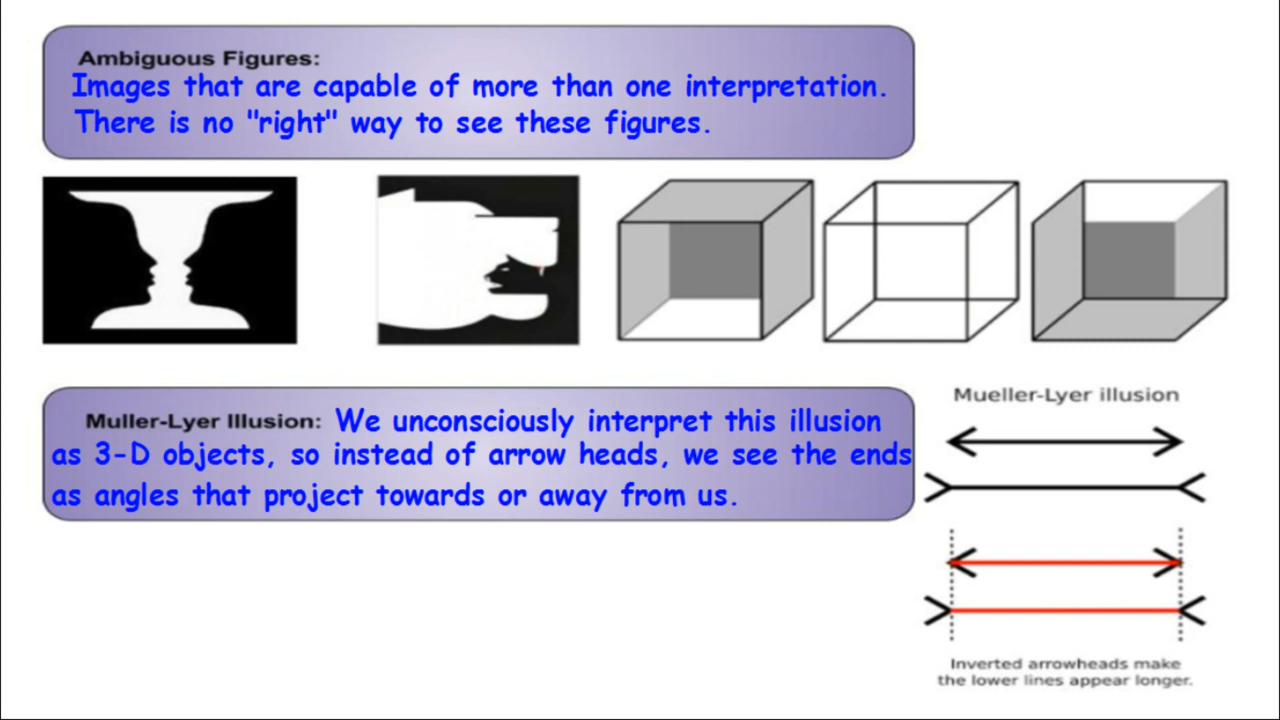 Ambiguous Figures:
Images that are capable of more than one interpretation.
There is no "right" way to see these figures.
Muller-Lyer Illusion: We unconsciously interpret this illusion
as 3-D objects, so instead of arrow heads, we see the ends
as angles that project towards or away from us.
Mueller-Lyer illusion
Inverted arrowheads make
the lower lines appear longer.